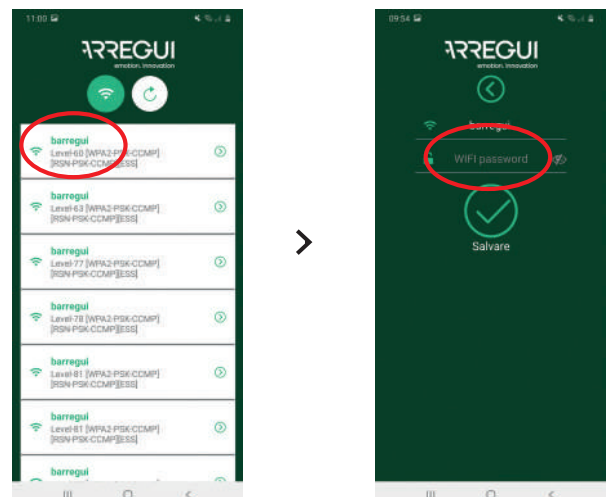 11:00
ARREGUI
emotion. Innovation
barregui
Level-60 [WPA2-PSK-CCMP]
[RSN-PSK-CCMP][ESS]
barregui
Level-63 [WPA2-PSK-CCMP]
[RSN-PSK-CCMP][ESS]
barregui
Level-77 [WPA2-PSK-CCMP]
[RSN-PSK-CCMP][ESS]
barregui
Level-78 [WPA2-PSK-CCMP]
[RSN-PSK-CCMP][ESS]
barregui
Level-81 [WPA2-PSK-CCMP]
[RSN-PSK-CCMP][ESS]
barregui
Level-81 [WPA2-PSK-CCMP]
[RSN-PSK-CCMP][ESS]
barregui
>
09:54
ARREGUI
emotion. Innovation
barregui
WIFI password
Salvare